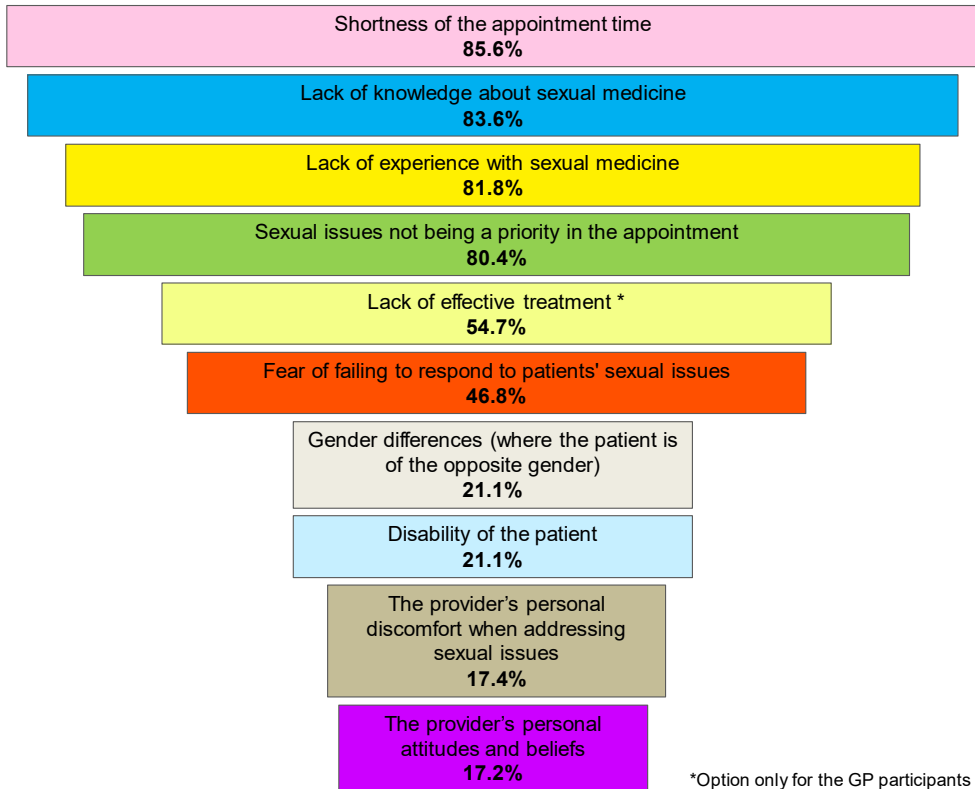 Shortness of the appointment time
85.6%
Lack of knowledge about sexual medicine
83.6%
Lack of experience with sexual medicine
81.8%
Sexual issues not being a priority in the appointment
80.4%
Lack of effective treatment *
54.7%
Fear of failing to respond to patients' sexual issues
46.8%
Gender differences (where the patient is
of the opposite gender)
21.1%
Disability of the patient
21.1%
The provider’s personal
discomfort when addressing
sexual issues
17.4%
The provider’s personal
attitudes and beliefs
17.2%
*Option only for the GP participants